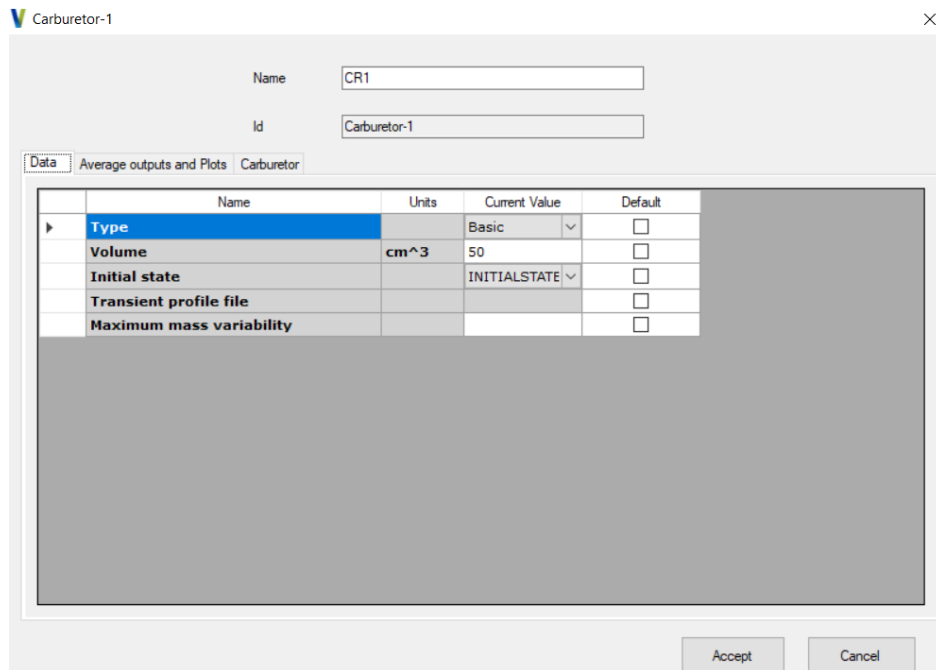 Carburetor-1
Name CR1
Id Carburetor-1
Data Average outputs and Plots Carburetor
Name Units Current Value Default
Type Basic
Volume cm^3 50
Initial state INITIALSTATE
Transient profile file
Maximum mass variability
Accept Cancel